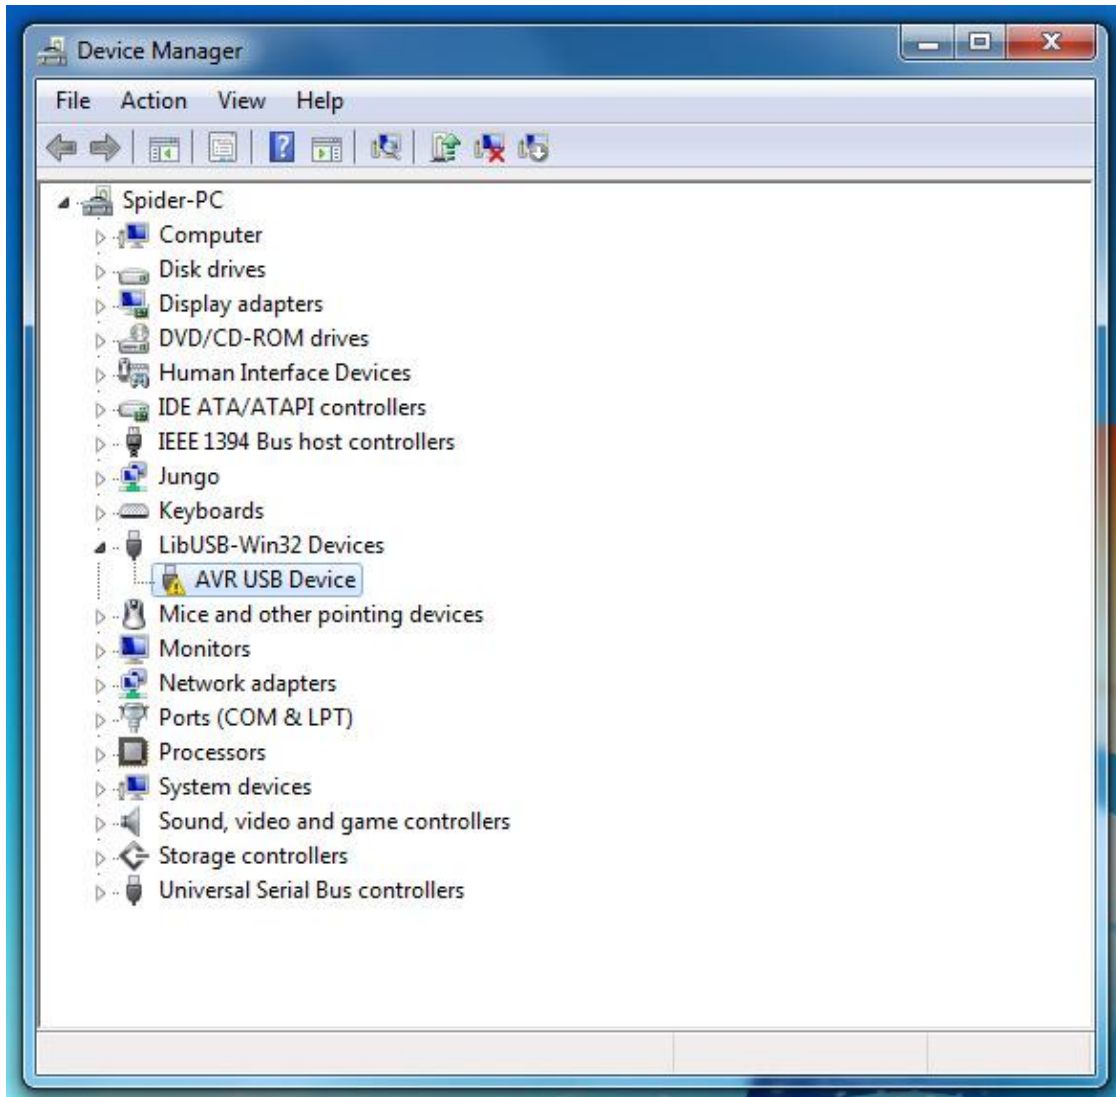 Device Manager
File Action View Help
Spider-PC
Computer
Disk drives
Display adapters
DVD/CD-ROM drives
Human Interface Devices
IDE ATA/ATAPI controllers
IEEE 1394 Bus host controllers
Jungo
Keyboards
LibUSB-Win32 Devices
AVR USB Device
Mice and other pointing devices
Monitors
Network adapters
Ports (COM & LPT)
Processors
System devices
Sound, video and game controllers
Storage controllers
Universal Serial Bus controllers